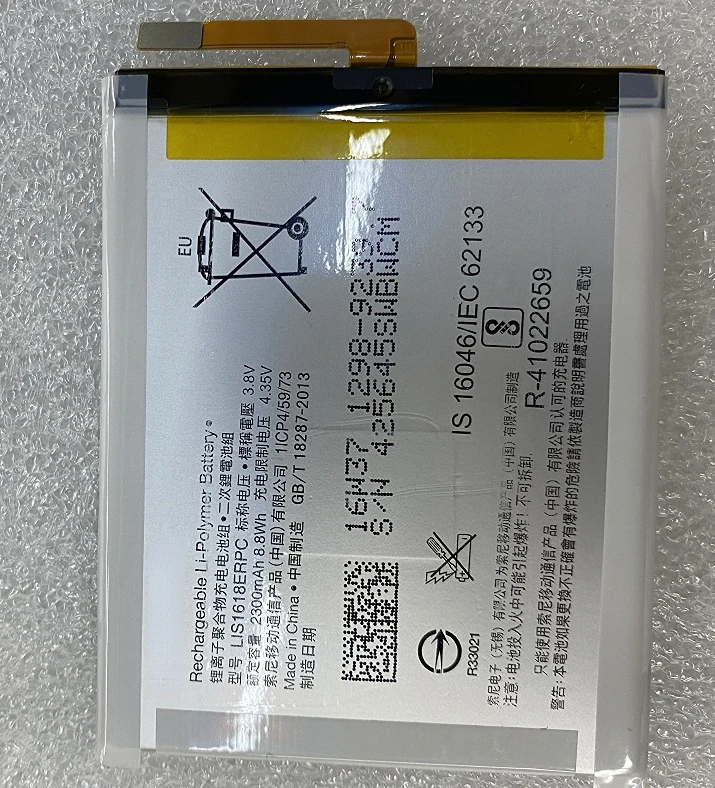 EU
Rechargeable Li-Polymer Battery
锂离子聚合物充电电池组•二次鋰電池組
型号 LIS1618ERPC 标称电压•標稱電壓 3.8V
额定容量 2300mAh 8.8Wh 充电限制电压 4.35V
索尼移动通信产品(中国)有限公司 1ICP4/59/73
Made in China•中国制造 GB/T 18287-2013
制造日期
16W37 1298-9239
S/N 425645SWBWCM
IS 16046/IEC 62133
R-41022659
R33021
索尼电子(无锡)有限公司为索尼移动通信产品(中国)有限公司制造
注意:电池投入火中可能引起爆炸!不可拆卸.
只能使用索尼移动通信产品(中国)有限公司认可的充电器.
警告:本電池如果更換不正確會有爆炸的危險請依製造商說明書處理用過之電池